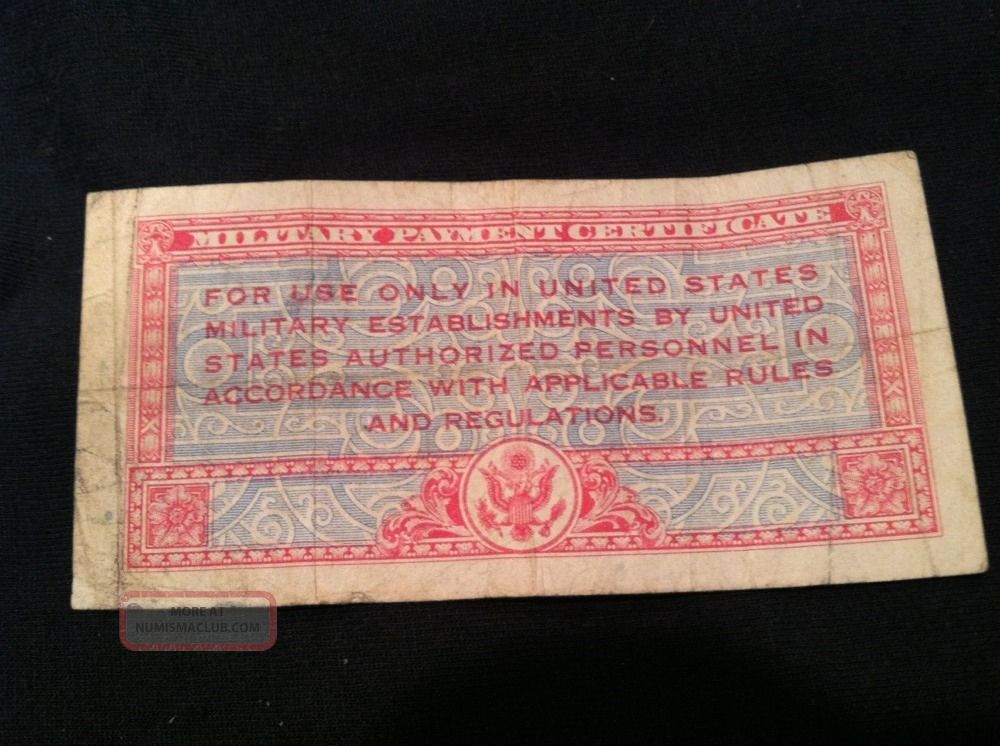 MILITARY PAYMENT CERTIFICATE
FOR USE ONLY IN UNITED STATES
MILITARY ESTABLISHMENTS BY UNITED
STATES AUTHORIZED PERSONNEL IN
ACCORDANCE WITH APPLICABLE RULES
AND REGULATIONS.
MORE AT
NUMISMACLUB.COM